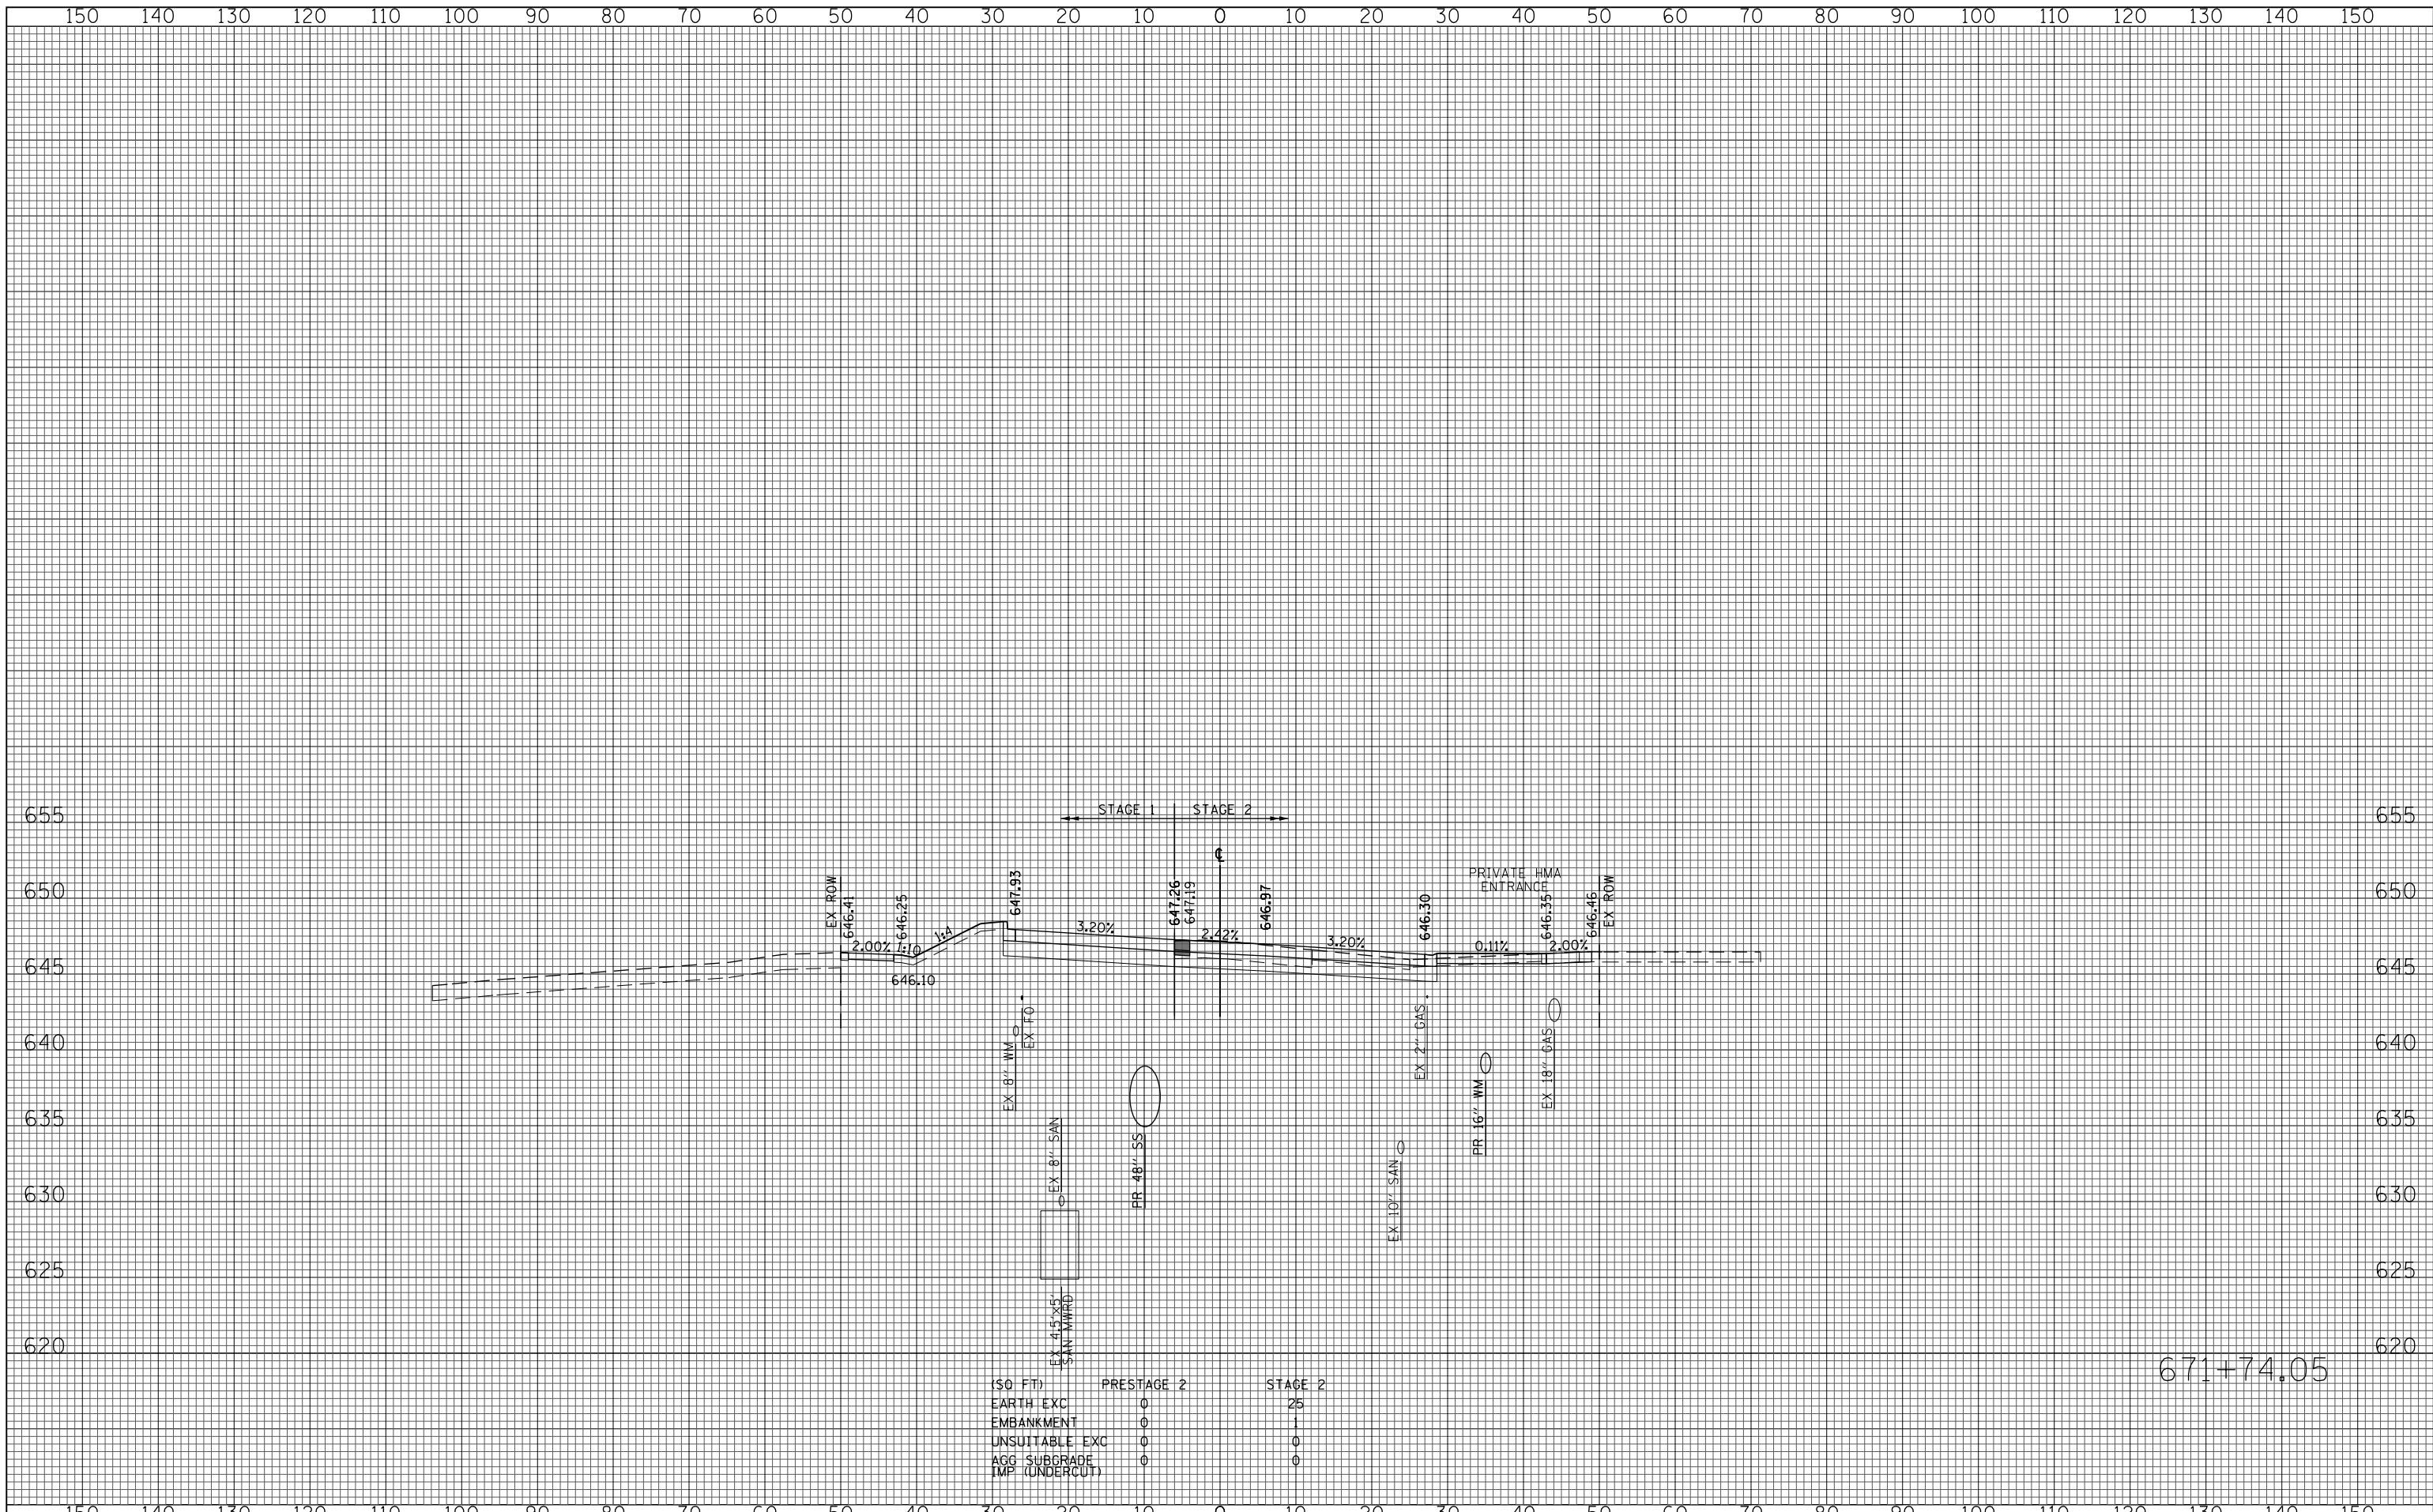 150 140 130 120 110 100 90 80 70 60 50 40 30 20 10 0 10 20 30 40 50 60 70 80 90 100 110 120 130 140 150
655 655
STAGE 1 STAGE 2
℄
650 650
EX ROW
646.41
646.25
647.93
647.26
647.19
646.97
646.30
PRIVATE HMA
ENTRANCE
646.35
646.46
EX ROW
2.00% 1:10 1:4 3.20% 2.42% 3.20% 0.11% 2.00%
645 645
646.10
640 640
EX 8" WM
EX FO
EX 2" GAS
PR 16" WM
EX 18" GAS
635 635
EX 8" SAN
PR 48" SS
EX 10" SAN
630 630
625 625
EX 4.5'x5'
SAN MWRD
620 620
671+74.05
(SQ FT) PRESTAGE 2 STAGE 2
EARTH EXC 0 25
EMBANKMENT 0 1
UNSUITABLE EXC 0 0
AGG SUBGRADE 0 0
IMP (UNDERCUT)
150 140 130 120 110 100 90 80 70 60 50 40 30 20 10 0 10 20 30 40 50 60 70 80 90 100 110 120 130 140 150